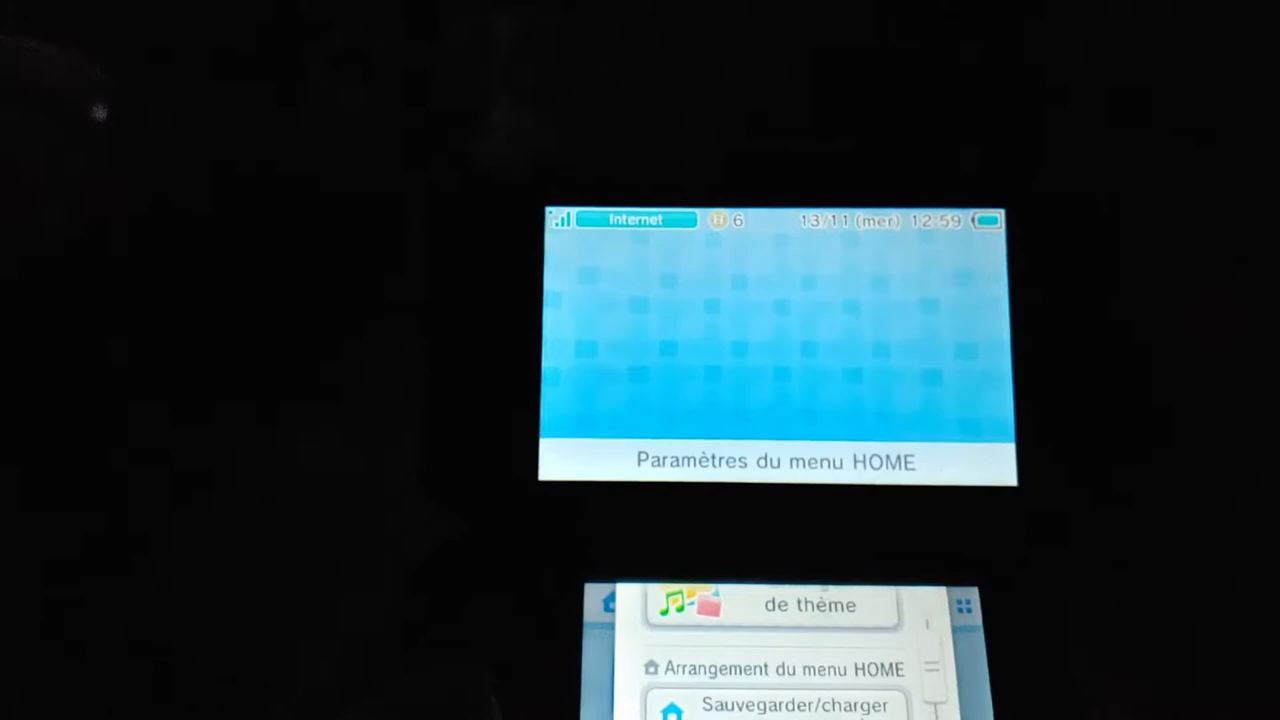 Internet 6 13/11 (mer) 12:59
Paramètres du menu HOME
de thème
Arrangement du menu HOME
Sauvegarder/charger